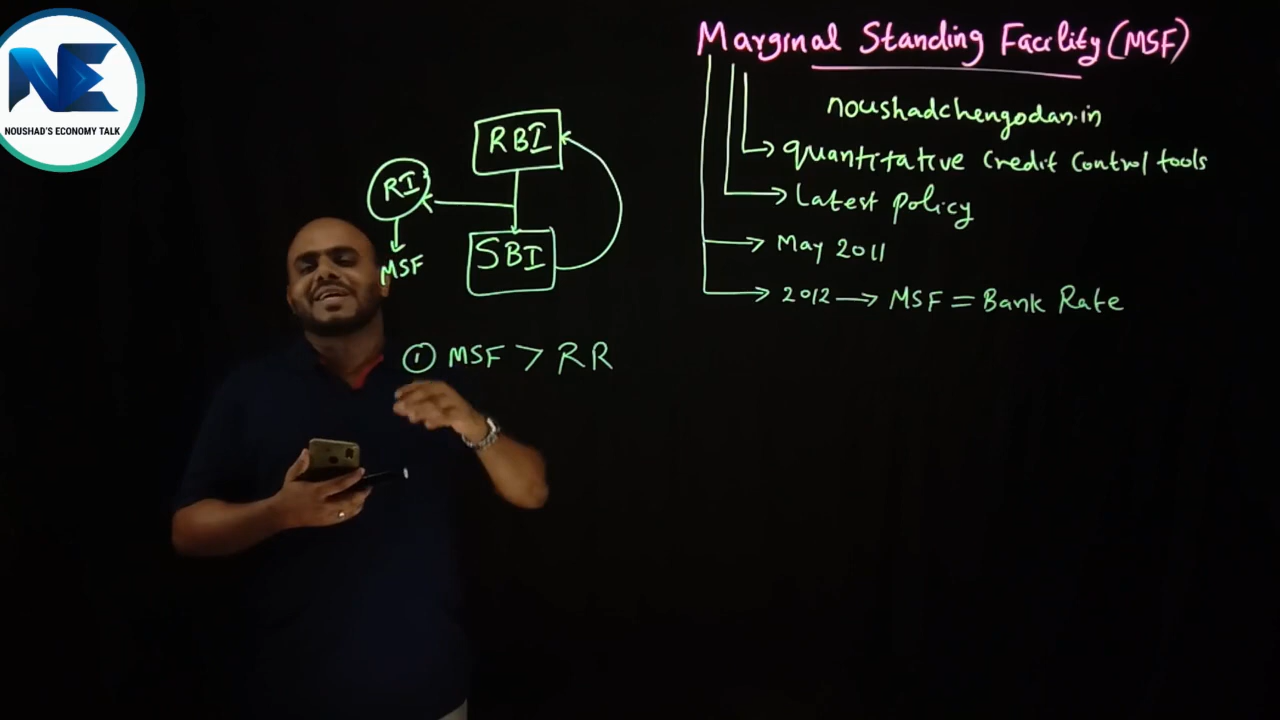 NE
NOUSHAD'S ECONOMY TALK
Marginal Standing Facility (MSF)
noushadchengodan.in
quantitative credit control tools
Latest policy
May 2011
2012 → MSF = Bank Rate
RBI
RI
SBI
MSF
① MSF > RR